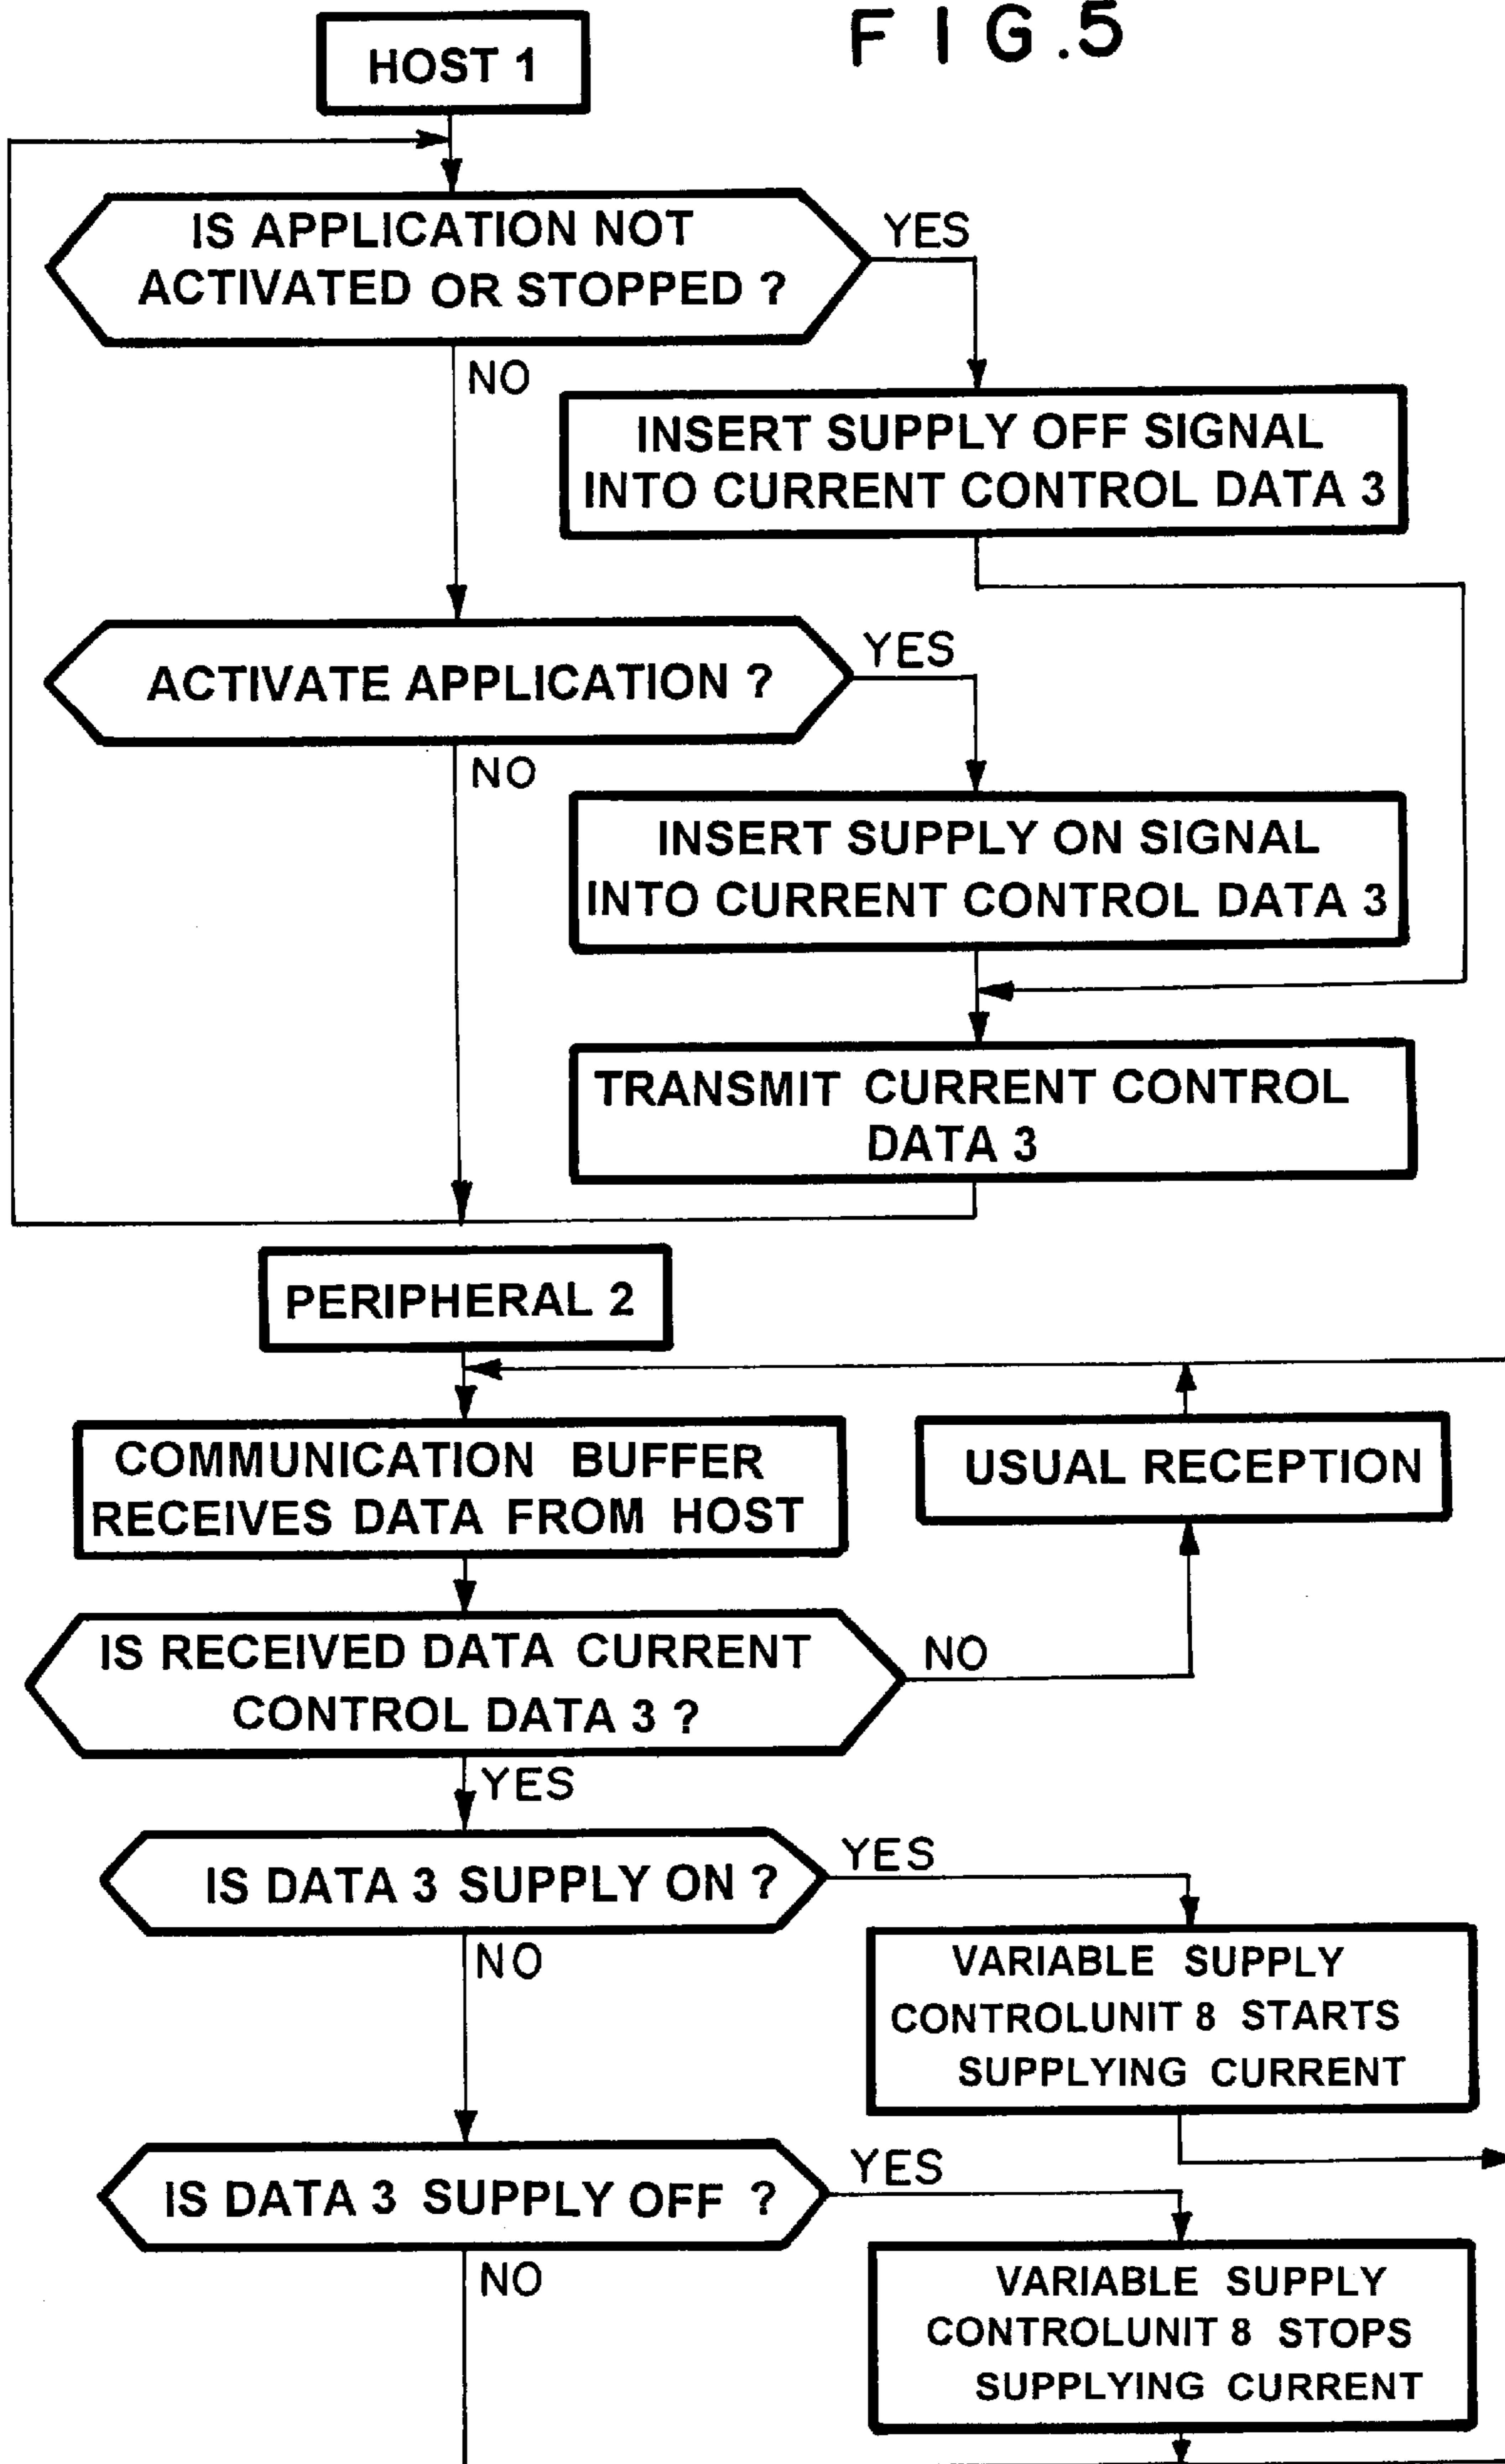 FIG.5
HOST 1
IS APPLICATION NOT
ACTIVATED OR STOPPED ?
YES
NO
INSERT SUPPLY OFF SIGNAL
INTO CURRENT CONTROL DATA 3
ACTIVATE APPLICATION ?
YES
NO
INSERT SUPPLY ON SIGNAL
INTO CURRENT CONTROL DATA 3
TRANSMIT CURRENT CONTROL
DATA 3
PERIPHERAL 2
COMMUNICATION BUFFER
RECEIVES DATA FROM HOST
USUAL RECEPTION
IS RECEIVED DATA CURRENT
CONTROL DATA 3 ?
NO
YES
IS DATA 3 SUPPLY ON ?
YES
NO
VARIABLE SUPPLY
CONTROLUNIT 8 STARTS
SUPPLYING CURRENT
IS DATA 3 SUPPLY OFF ?
YES
NO
VARIABLE SUPPLY
CONTROLUNIT 8 STOPS
SUPPLYING CURRENT